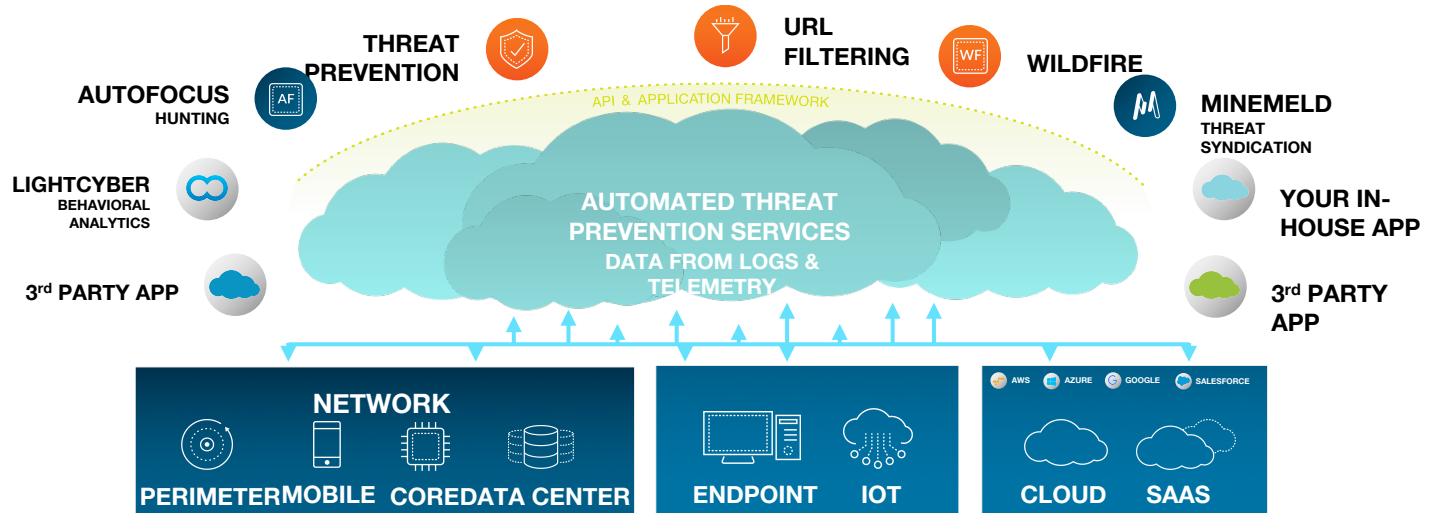 THREAT
PREVENTION
URL
FILTERING
WF
WILDFIRE
AUTOFOCUS
HUNTING
AF
API & APPLICATION FRAMEWORK
MINEMELD
THREAT
SYNDICATION
LIGHTCYBER
BEHAVIORAL
ANALYTICS
YOUR IN-
HOUSE APP
3rd PARTY APP
3rd PARTY
APP
AUTOMATED THREAT
PREVENTION SERVICES
DATA FROM LOGS &
TELEMETRY
NETWORK
PERIMETER
MOBILE
CORE
DATA CENTER
ENDPOINT
IOT
AWS
AZURE
GOOGLE
SALESFORCE
CLOUD
SAAS